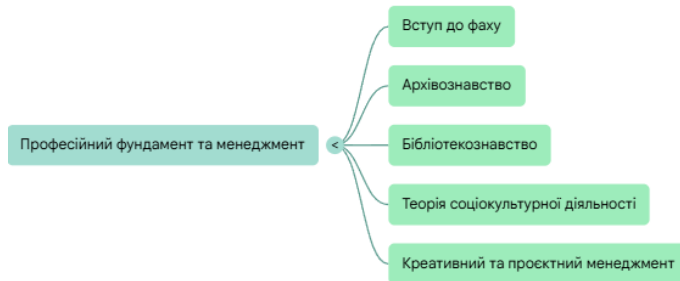 Вступ до фаху
Архівознавство
Професійний фундамент та менеджмент <
Бібліотекознавство
Теорія соціокультурної діяльності
Креативний та проєктний менеджмент